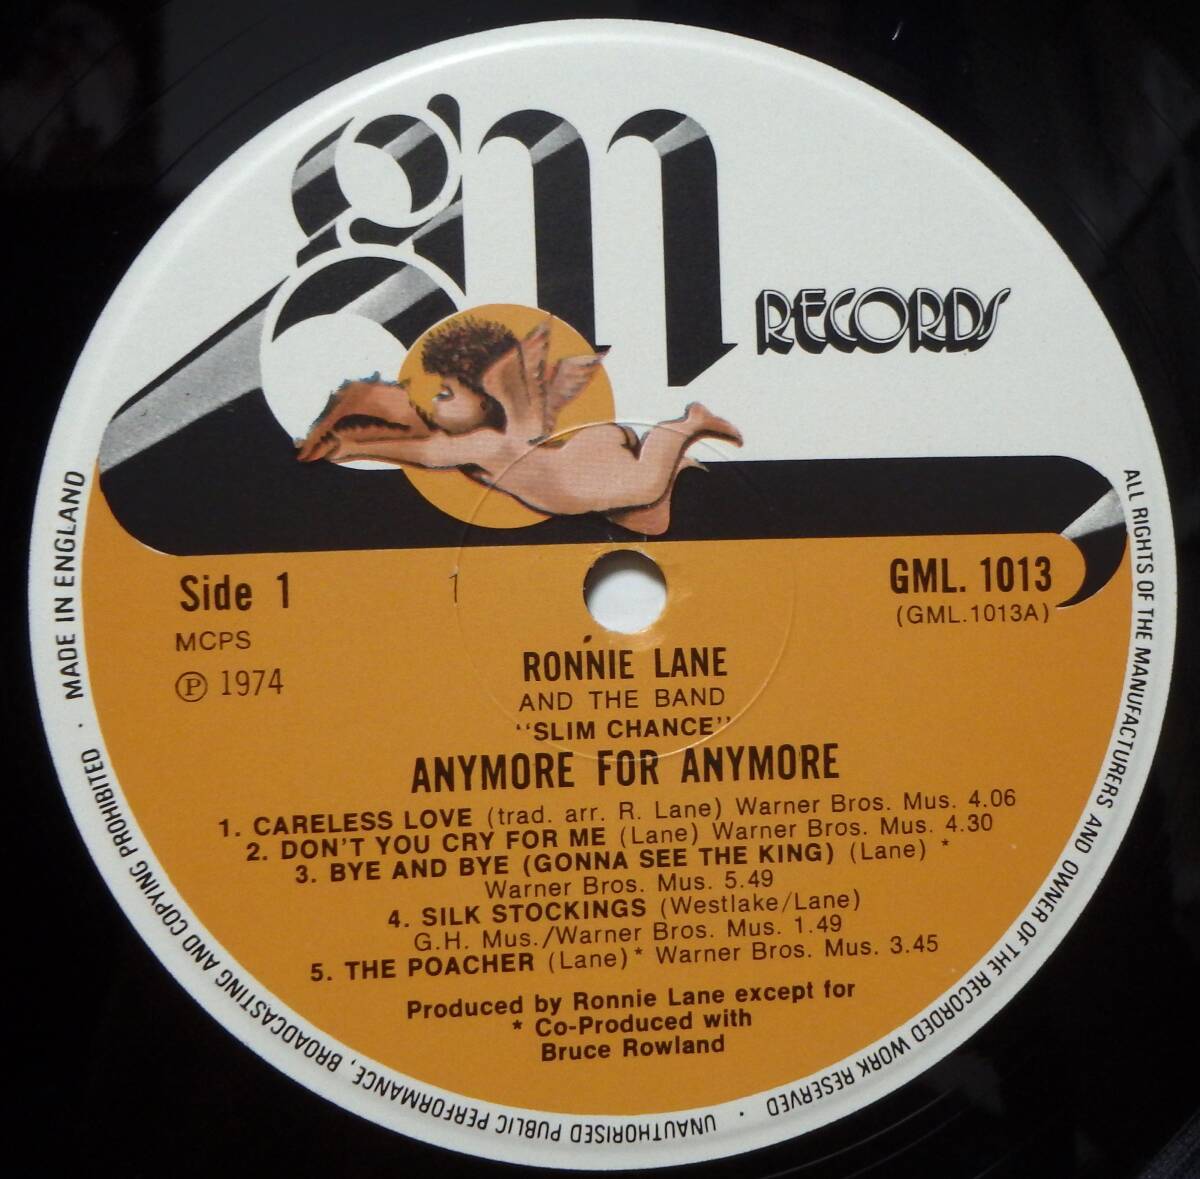 gm
RECORDS
Side 1
MCPS
℗ 1974
1
GML. 1013
(GML.1013A)
RONNIE LANE
AND THE BAND
"SLIM CHANCE"
ANYMORE FOR ANYMORE
1. CARELESS LOVE (trad. arr. R. Lane) Warner Bros. Mus. 4.06
2. DON'T YOU CRY FOR ME (Lane) Warner Bros. Mus. 4.30
3. BYE AND BYE (GONNA SEE THE KING) (Lane) *
Warner Bros. Mus. 5.49
4. SILK STOCKINGS (Westlake/Lane)
G.H. Mus./Warner Bros. Mus. 1.49
5. THE POACHER (Lane)* Warner Bros. Mus. 3.45
Produced by Ronnie Lane except for
* Co-Produced with
Bruce Rowland
ALL RIGHTS OF THE MANUFACTURERS AND OWNER OF THE RECORDED WORK RESERVED · UNAUTHORISED PUBLIC PERFORMANCE, BROADCASTING AND COPYING PROHIBITED · MADE IN ENGLAND